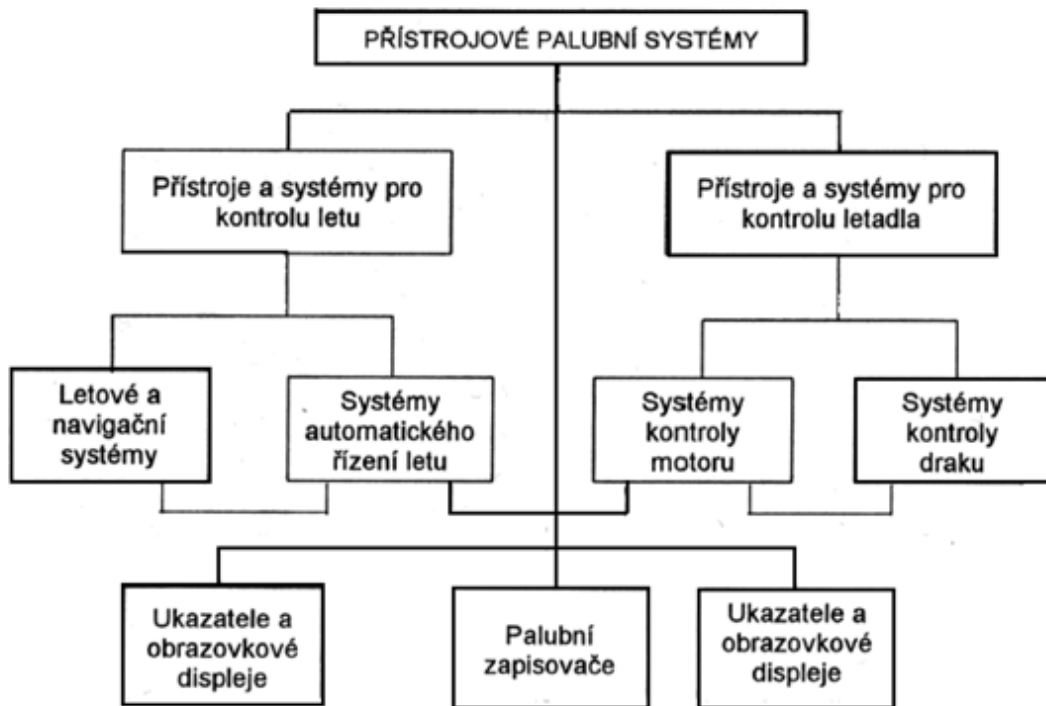 PŘÍSTROJOVÉ PALUBNÍ SYSTÉMY
Přístroje a systémy pro
kontrolu letu
Přístroje a systémy pro
kontrolu letadla
Letové a
navigační
systémy
Systémy
automatického
řízení letu
Systémy
kontroly
motoru
Systémy
kontroly
draku
Ukazatele a
obrazovkové
displeje
Palubní
zapisovače
Ukazatele a
obrazovkové
displeje